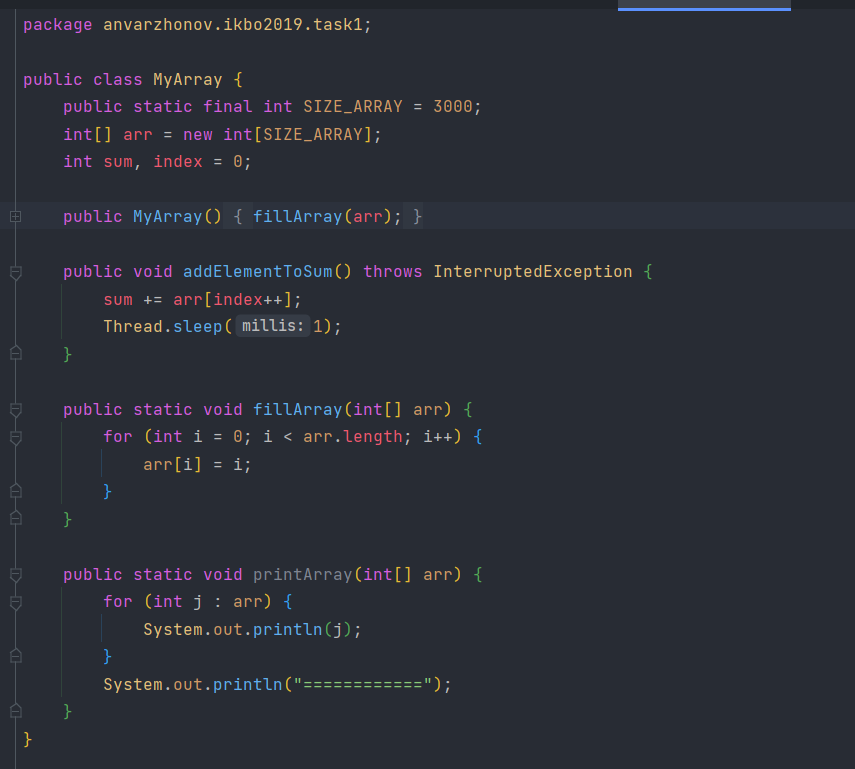 package anvarzhonov.ikbo2019.task1;
public class MyArray {
    public static final int SIZE_ARRAY = 3000;
    int[] arr = new int[SIZE_ARRAY];
    int sum, index = 0;
    public MyArray() { fillArray(arr); }
    public void addElementToSum() throws InterruptedException {
        sum += arr[index++];
        Thread.sleep( millis: 1);
    }
    public static void fillArray(int[] arr) {
        for (int i = 0; i < arr.length; i++) {
            arr[i] = i;
        }
    }
    public static void printArray(int[] arr) {
        for (int j : arr) {
            System.out.println(j);
        }
        System.out.println("============");
    }
}